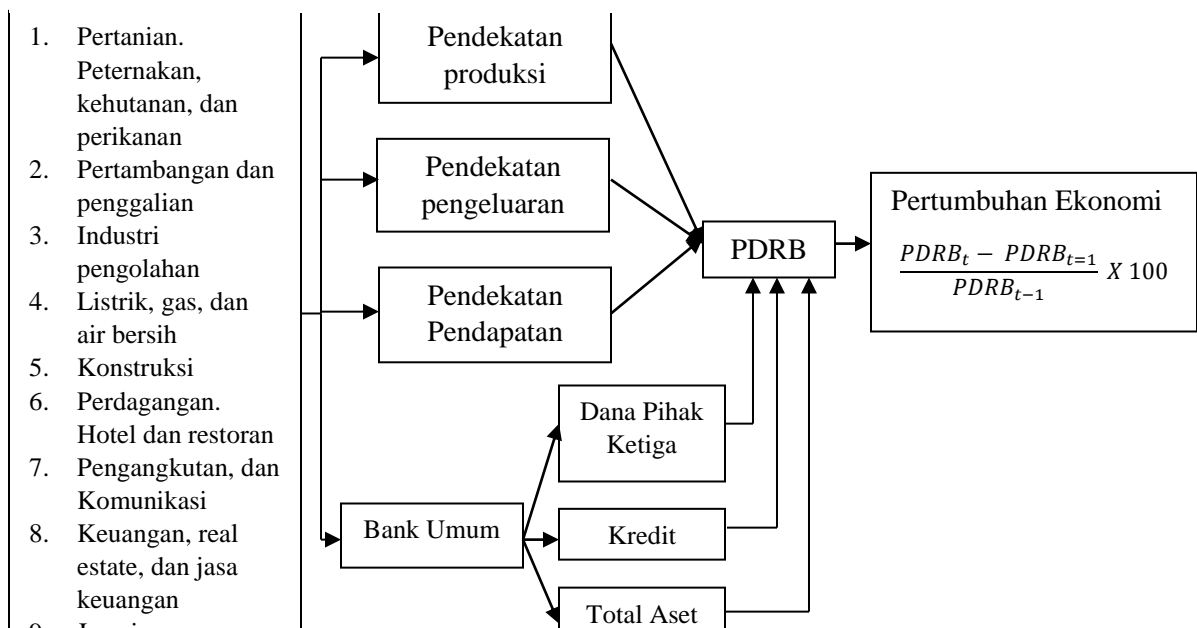 1. Pertanian.
Peternakan,
kehutanan, dan
perikanan
2. Pertambangan dan
penggalian
3. Industri
pengolahan
4. Listrik, gas, dan
air bersih
5. Konstruksi
6. Perdagangan.
Hotel dan restoran
7. Pengangkutan, dan
Komunikasi
8. Keuangan, real
estate, dan jasa
keuangan
Pendekatan
produksi
Pendekatan
pengeluaran
Pendekatan
Pendapatan
Bank Umum
Dana Pihak
Ketiga
Kredit
Total Aset
PDRB
Pertumbuhan Ekonomi
PDRB_t − PDRB_{t=1}
PDRB_{t−1}
X 100